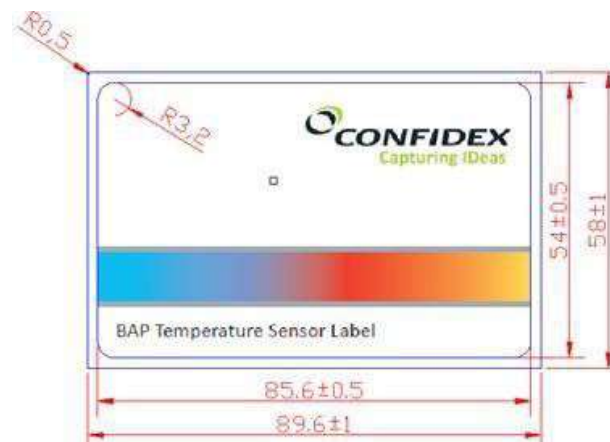 R0,5
R3,2
CONFIDEX
Capturing IDeas
54±0.5
58±1
BAP Temperature Sensor Label
85.6±0.5
89.6±1